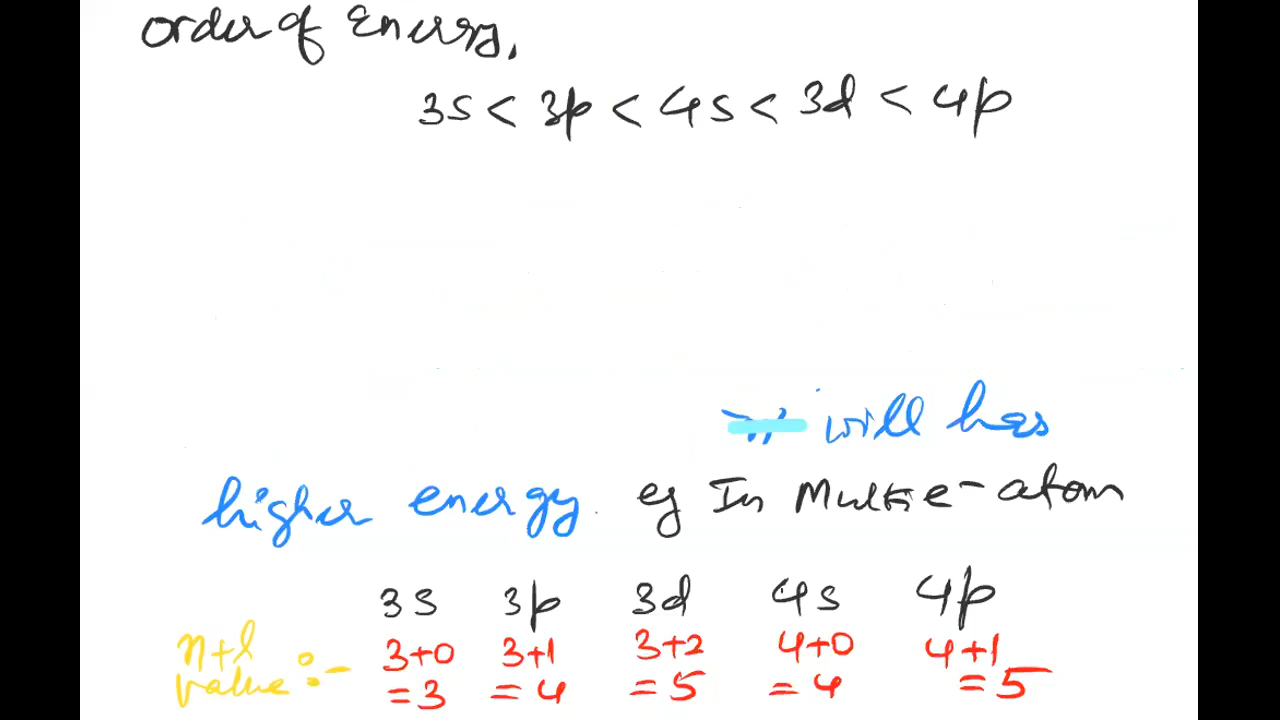 order of Energy,
3s < 3p < 4s < 3d < 4p
"n" will has
higher energy. eg In Multi e- atom
3s 3p 3d 4s 4p
n+l value :- 3+0 3+1 3+2 4+0 4+1
=3 =4 =5 =4 =5